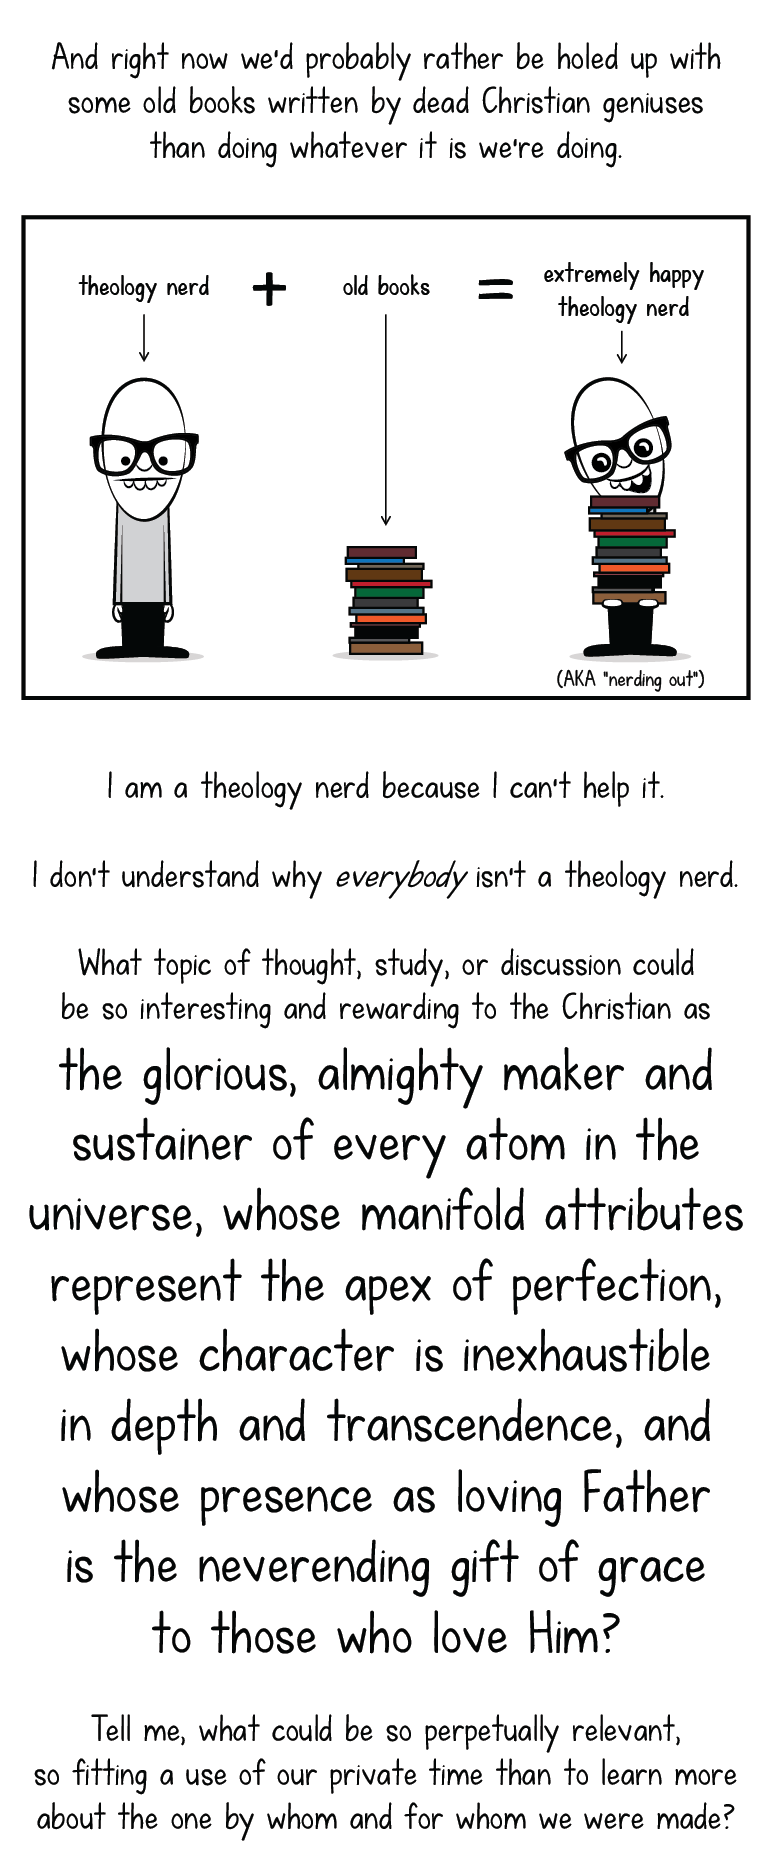 And right now we'd probably rather be holed up with
some old books written by dead Christian geniuses
than doing whatever it is we're doing.
theology nerd
+
old books
=
extremely happy
theology nerd
(AKA "nerding out")
I am a theology nerd because I can't help it.
I don't understand why everybody isn't a theology nerd.
What topic of thought, study, or discussion could
be so interesting and rewarding to the Christian as
the glorious, almighty maker and
sustainer of every atom in the
universe, whose manifold attributes
represent the apex of perfection,
whose character is inexhaustible
in depth and transcendence, and
whose presence as loving Father
is the neverending gift of grace
to those who love Him?
Tell me, what could be so perpetually relevant,
so fitting a use of our private time than to learn more
about the one by whom and for whom we were made?